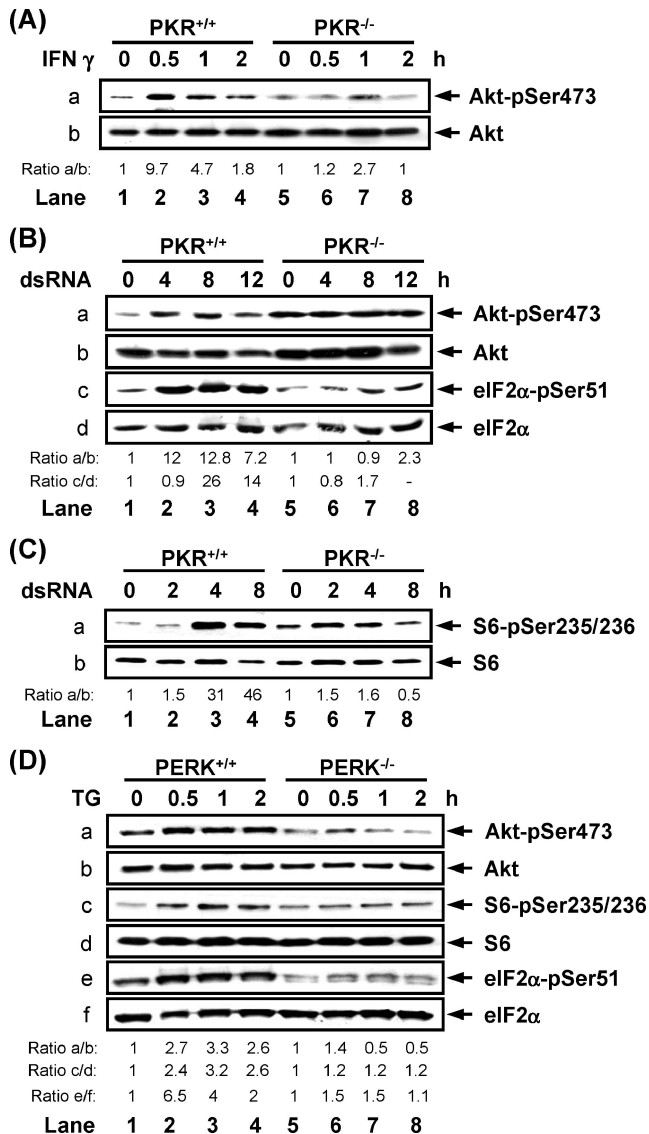 (A)
PKR+/+ PKR-/-
IFN γ 0 0.5 1 2 0 0.5 1 2 h
a Akt-pSer473
b Akt
Ratio a/b: 1 9.7 4.7 1.8 1 1.2 2.7 1
Lane 1 2 3 4 5 6 7 8
(B)
PKR+/+ PKR-/-
dsRNA 0 4 8 12 0 4 8 12 h
a Akt-pSer473
b Akt
c eIF2α-pSer51
d eIF2α
Ratio a/b: 1 12 12.8 7.2 1 1 0.9 2.3
Ratio c/d: 1 0.9 26 14 1 0.8 1.7 -
Lane 1 2 3 4 5 6 7 8
(C)
PKR+/+ PKR-/-
dsRNA 0 2 4 8 0 2 4 8 h
a S6-pSer235/236
b S6
Ratio a/b: 1 1.5 31 46 1 1.5 1.6 0.5
Lane 1 2 3 4 5 6 7 8
(D)
PERK+/+ PERK-/-
TG 0 0.5 1 2 0 0.5 1 2 h
a Akt-pSer473
b Akt
c S6-pSer235/236
d S6
e eIF2α-pSer51
f eIF2α
Ratio a/b: 1 2.7 3.3 2.6 1 1.4 0.5 0.5
Ratio c/d: 1 2.4 3.2 2.6 1 1.2 1.2 1.2
Ratio e/f: 1 6.5 4 2 1 1.5 1.5 1.1
Lane 1 2 3 4 5 6 7 8